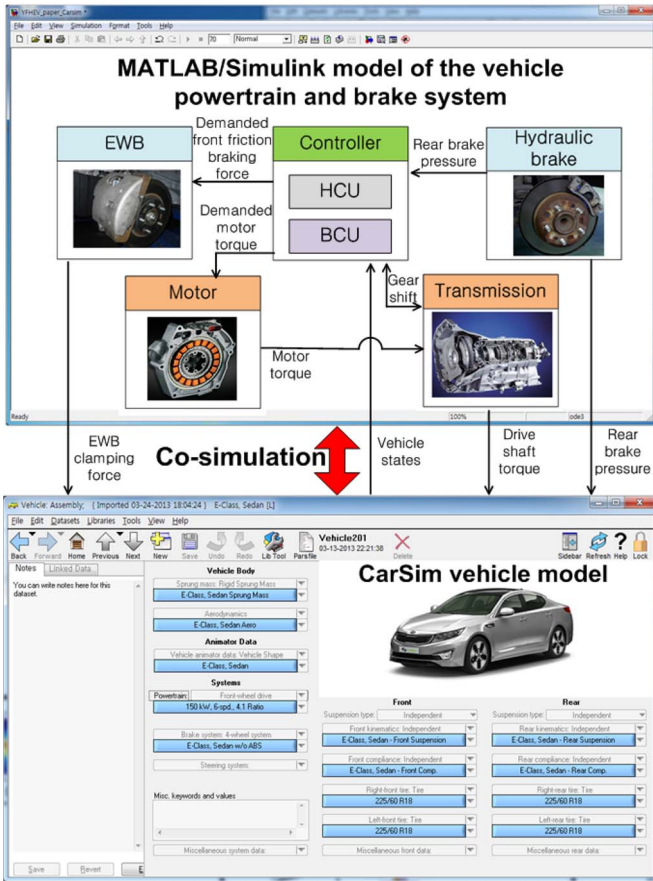 YFHEV_paper_Carsim *
File Edit View Simulation Format Tools Help
70 Normal
MATLAB/Simulink model of the vehicle
powertrain and brake system
EWB
Demanded
front friction
braking
force
Controller
Rear brake
pressure
Hydraulic
brake
HCU
BCU
Demanded
motor
torque
Motor
Gear
shift
Transmission
Motor
torque
Ready 100% ode3
EWB
clamping
force
Co-simulation
Vehicle
states
Drive
shaft
torque
Rear
brake
pressure
Vehicle: Assembly; { Imported 03-24-2013 18:04:24 } E-Class, Sedan [L]
File Edit Datasets Libraries Tools View Help
Back Forward Home Previous Next New Save Undo Redo Lib Tool Parsfile
Vehicle201
03-13-2013 22:21:38
Delete Sidebar Refresh Help Lock
Notes Linked Data
You can write notes here for this
dataset.
Vehicle Body
Sprung mass: Rigid Sprung Mass
E-Class, Sedan Sprung Mass
Aerodynamics
E-Class, Sedan Aero
Animator Data
Vehicle animator data: Vehicle Shape
E-Class, Sedan
Systems
Powertrain: Front-wheel drive
150 kW, 6-spd., 4.1 Ratio
Brake system: 4-wheel system
E-Class, Sedan w/o ABS
Steering system:
Misc. keywords and values
Miscellaneous system data:
CarSim vehicle model
Front
Suspension type: Independent
Front kinematics: Independent
E-Class, Sedan - Front Suspension
Front compliance: Independent
E-Class, Sedan - Front Comp.
Right-front tire: Tire
225/60 R18
Left-front tire: Tire
225/60 R18
Miscellaneous front data:
Rear
Suspension type: Independent
Rear kinematics: Independent
E-Class, Sedan - Rear Suspension
Rear compliance: Independent
E-Class, Sedan - Rear Comp.
Right-rear tire: Tire
225/60 R18
Left-rear tire: Tire
225/60 R18
Miscellaneous rear data:
Save Revert E